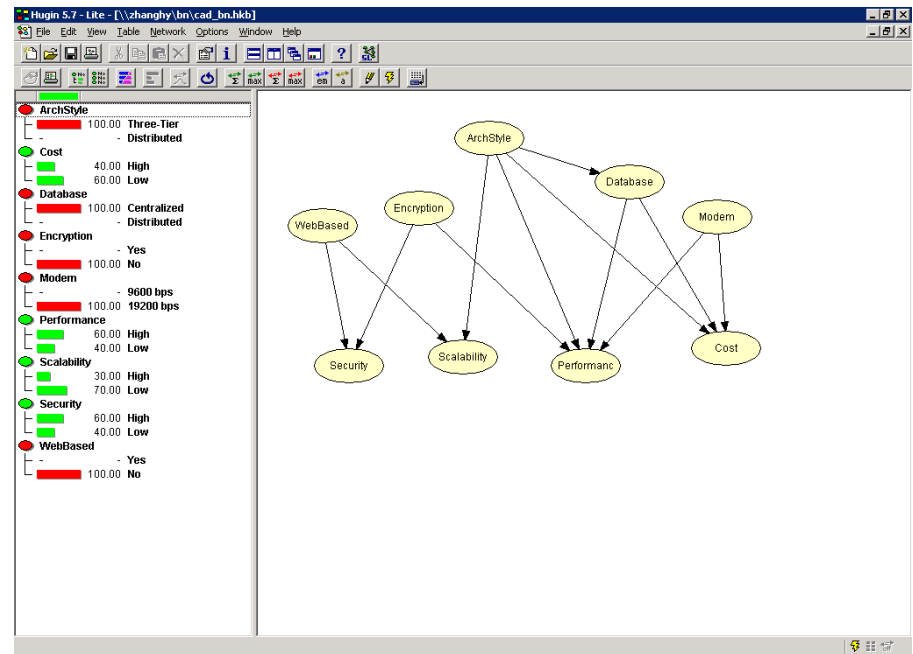 Hugin 5.7 - Lite - [\\zhanghy\bn\cad_bn.hkb]
File Edit View Table Network Options Window Help
ArchStyle
100.00 Three-Tier
- - Distributed
Cost
40.00 High
60.00 Low
Database
100.00 Centralized
- - Distributed
Encryption
- - Yes
100.00 No
Modem
- - 9600 bps
100.00 19200 bps
Performance
60.00 High
40.00 Low
Scalability
30.00 High
70.00 Low
Security
60.00 High
40.00 Low
WebBased
- - Yes
100.00 No
ArchStyle
Database
Encryption
Modem
WebBased
Security
Scalability
Performanc
Cost